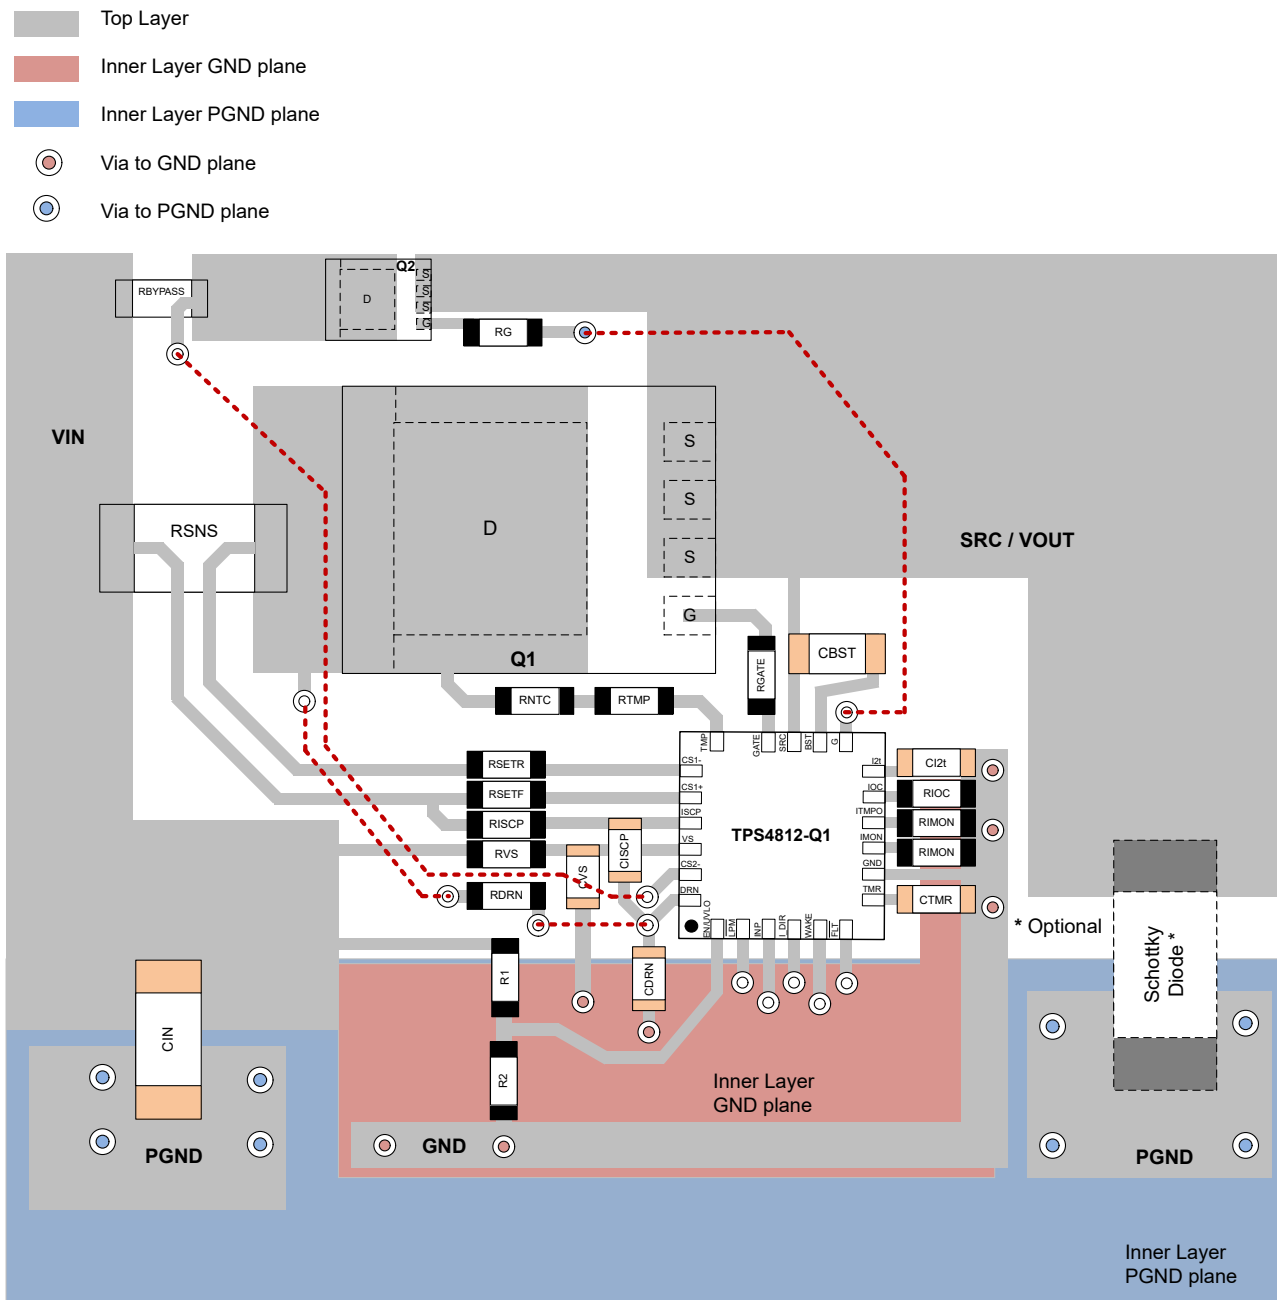 Top Layer
Inner Layer GND plane
Inner Layer PGND plane
Via to GND plane
Via to PGND plane
Q2
RBYPASS
D
S
S
S
G
RG
VIN
S
S
S
G
D
RSNS
SRC / VOUT
Q1
CBST
RGATE
RNTC
RTMP
TMP
GATE
SRC
BST
G
CS1-
CS1+
ISCP
VS
CS2-
DRN
I2t
IOC
ITMPO
IMON
GND
TMR
EN/UVLO
LPM
INP
I_DIR
WAKE
FLT
TPS4812-Q1
RSETR
RSETF
RISCP
RVS
RDRN
CISCP
CVS
CI2t
RIOC
RIMON
RIMON
CTMR
* Optional
Schottky
Diode *
R1
CDRN
CIN
R2
Inner Layer
GND plane
GND
PGND
PGND
Inner Layer
PGND plane